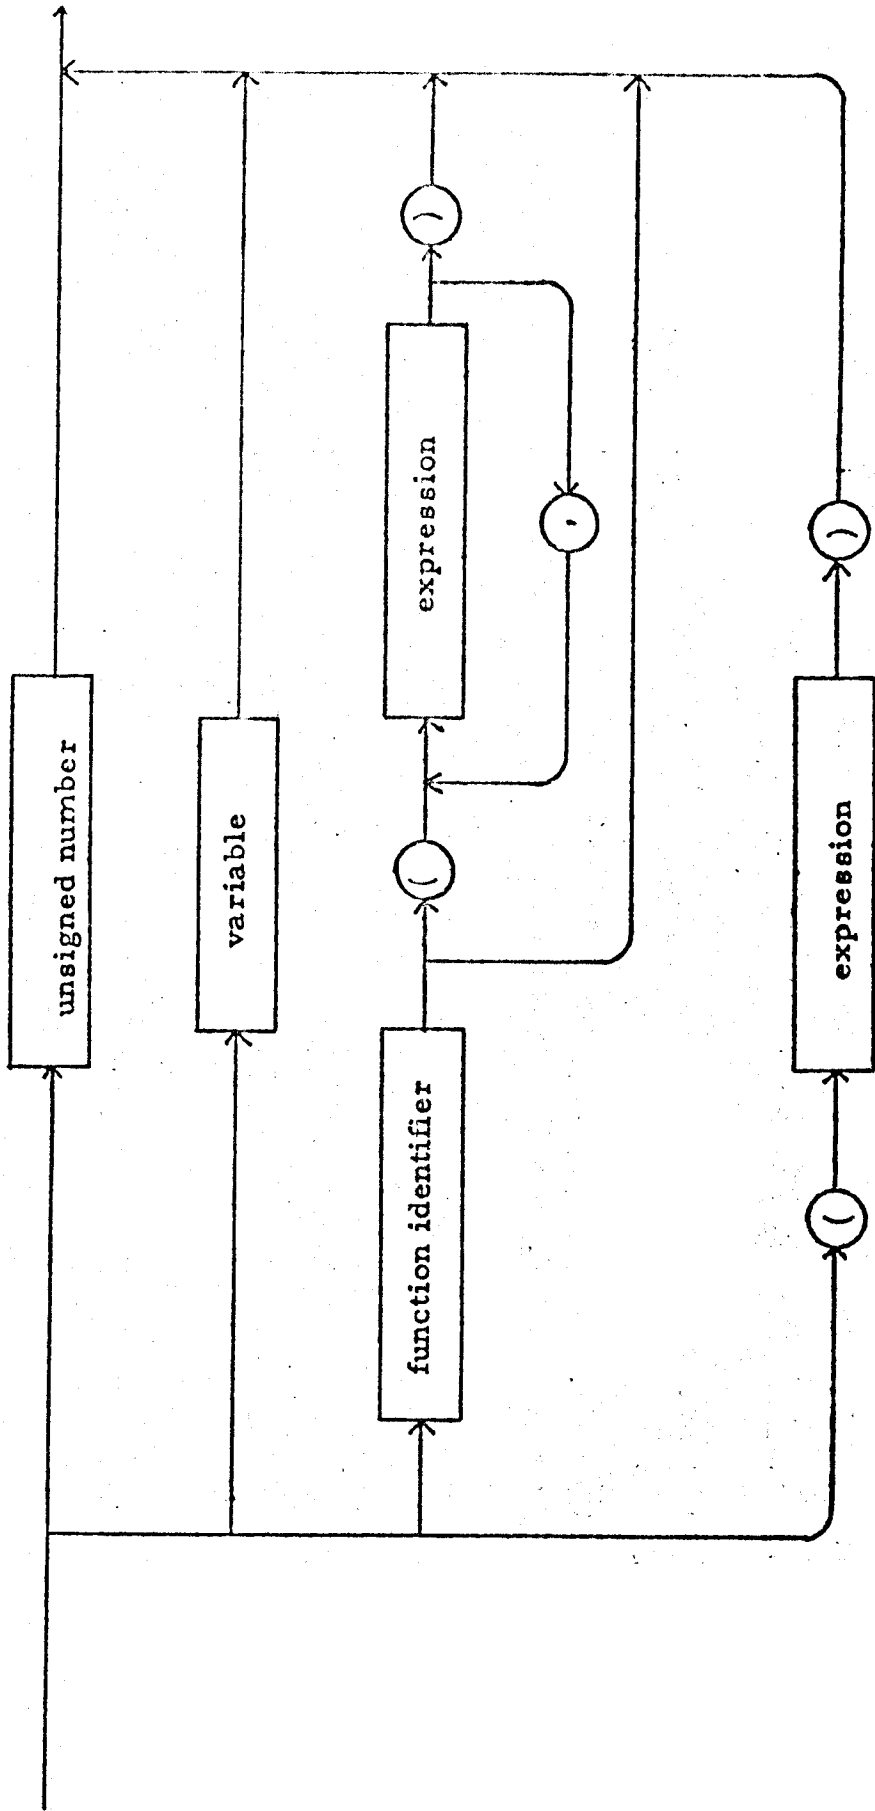 unsigned number
variable
function identifier
(
expression
)
,
(
expression
)